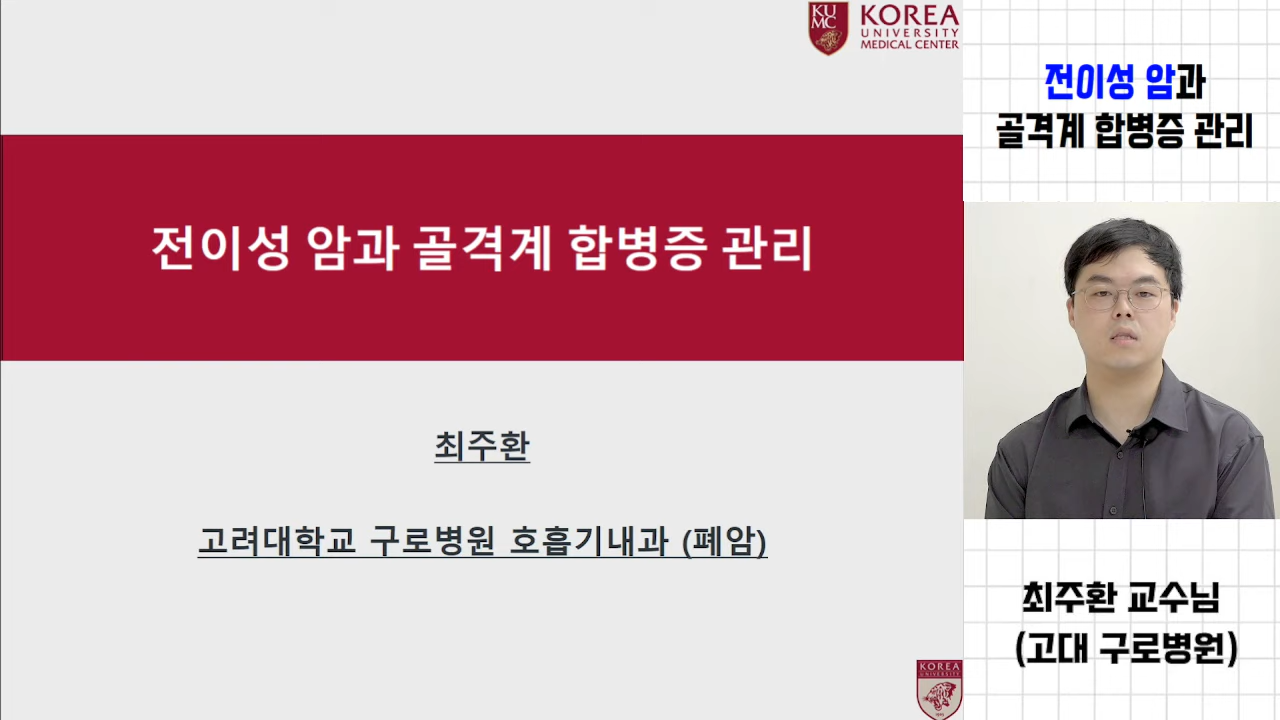 KU
MC
KOREA
UNIVERSITY
MEDICAL CENTER
전이성 암과 골격계 합병증 관리
최주환
고려대학교 구로병원 호흡기내과 (폐암)
KOREA
UNIVERSITY
전이성 암과
골격계 합병증 관리
최주환 교수님
(고대 구로병원)